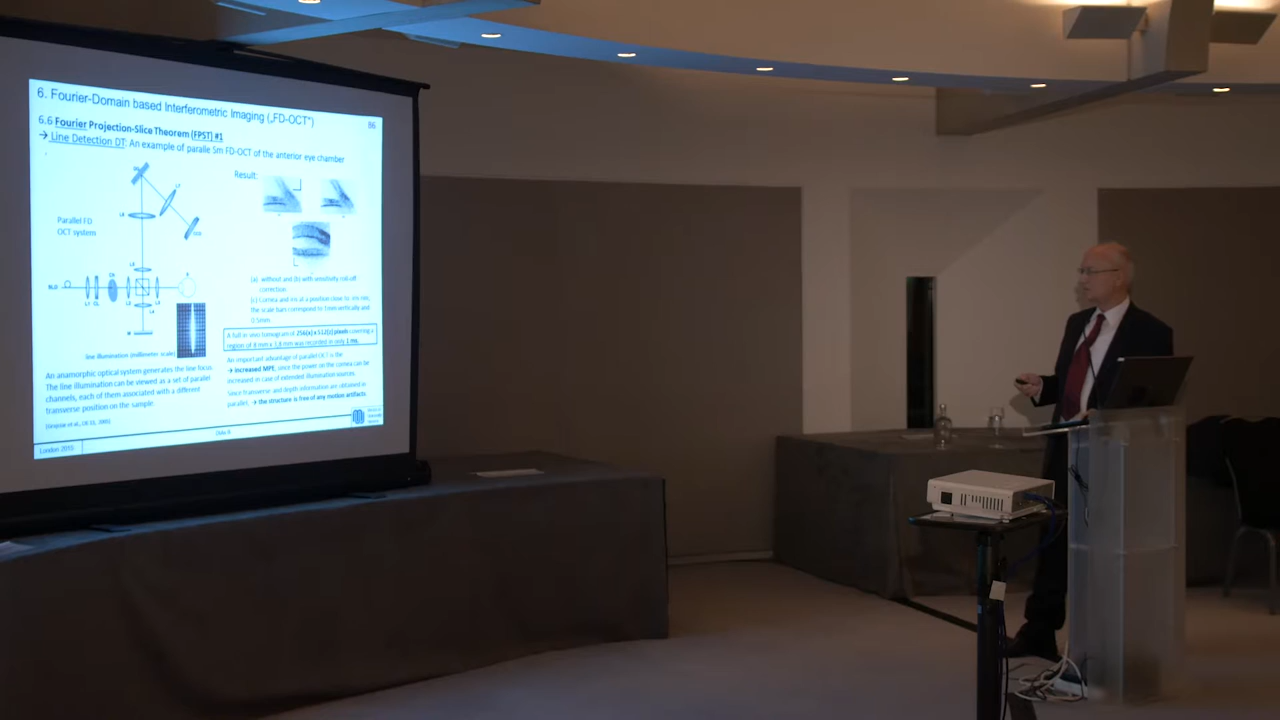 6. Fourier-Domain based Interferometric Imaging („FD-OCT")
86
6.6 Fourier Projection-Slice Theorem (FPST) #1
→ Line Detection DT: An example of paralle Sm FD-OCT of the anterior eye chamber
Result:
Parallel FD
OCT system
(a) without and (b) with sensitivity roll-off
correction.
(c) Cornea and iris at a position close to the
the scale bars correspond to 1mm vertically and
0.5mm.
A full in vivo tomogram of 256(x) x 512(z) pixels covering a
region of 8 mm x 3.8 mm was recorded in only 1 ms.
line illumination (millimeter scale)
An important advantage of parallel OCT is the
→ increased MPE, since the power on the cornea can be
increased in case of extended illumination sources.
Since transverse and depth information are obtained in
parallel, → the structure is free of any motion artifacts.
An anamorphic optical system generates the line focus.
The line illumination can be viewed as a set of parallel
channels, each of them associated with a different
transverse position on the sample.
London 2015